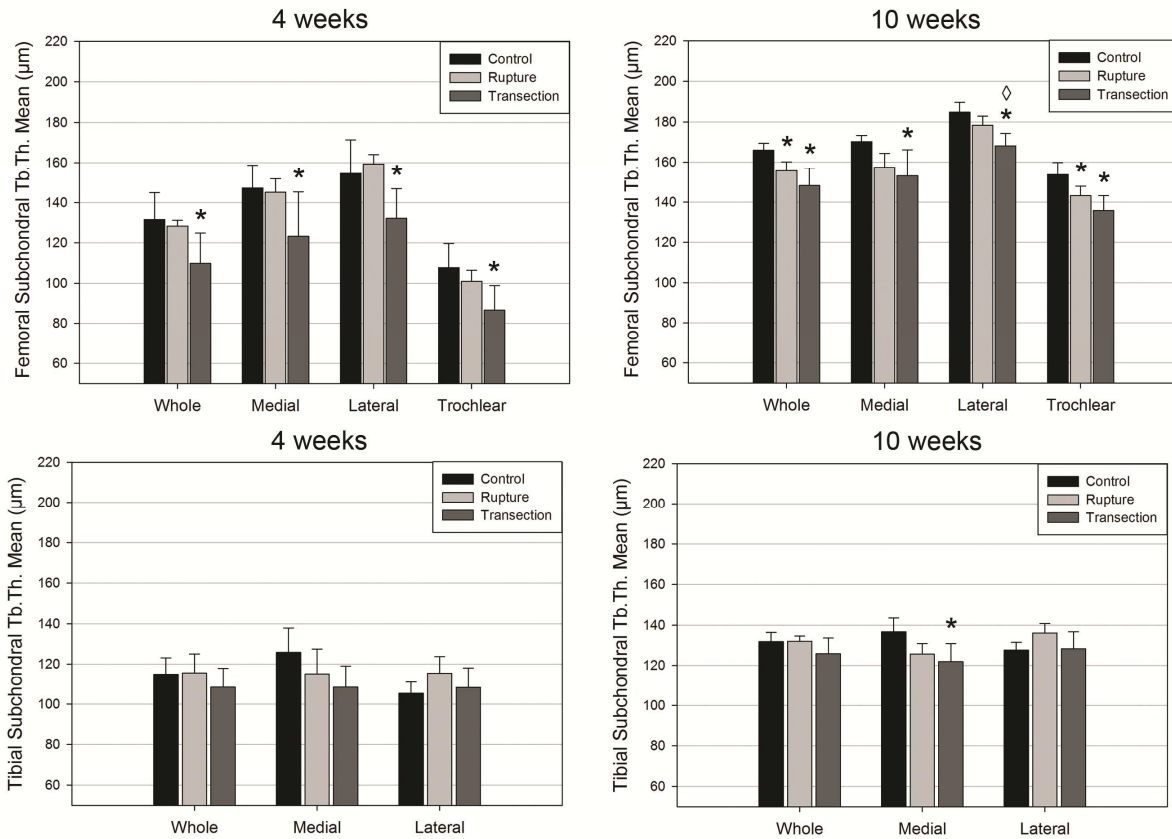 4 weeks
Femoral Subchondral Tb.Th. Mean (μm)
220
200
180
160
140
120
100
80
60
Control
Rupture
Transection
*
*
*
*
Whole Medial Lateral Trochlear
10 weeks
Femoral Subchondral Tb.Th. Mean (μm)
220
200
180
160
140
120
100
80
60
Control
Rupture
Transection
◊
* * * * * *
Whole Medial Lateral Trochlear
4 weeks
Tibial Subchondral Tb.Th. Mean (μm)
220
200
180
160
140
120
100
80
60
Control
Rupture
Transection
Whole Medial Lateral
10 weeks
Tibial Subchondral Tb.Th. Mean (μm)
220
200
180
160
140
120
100
80
60
Control
Rupture
Transection
*
Whole Medial Lateral